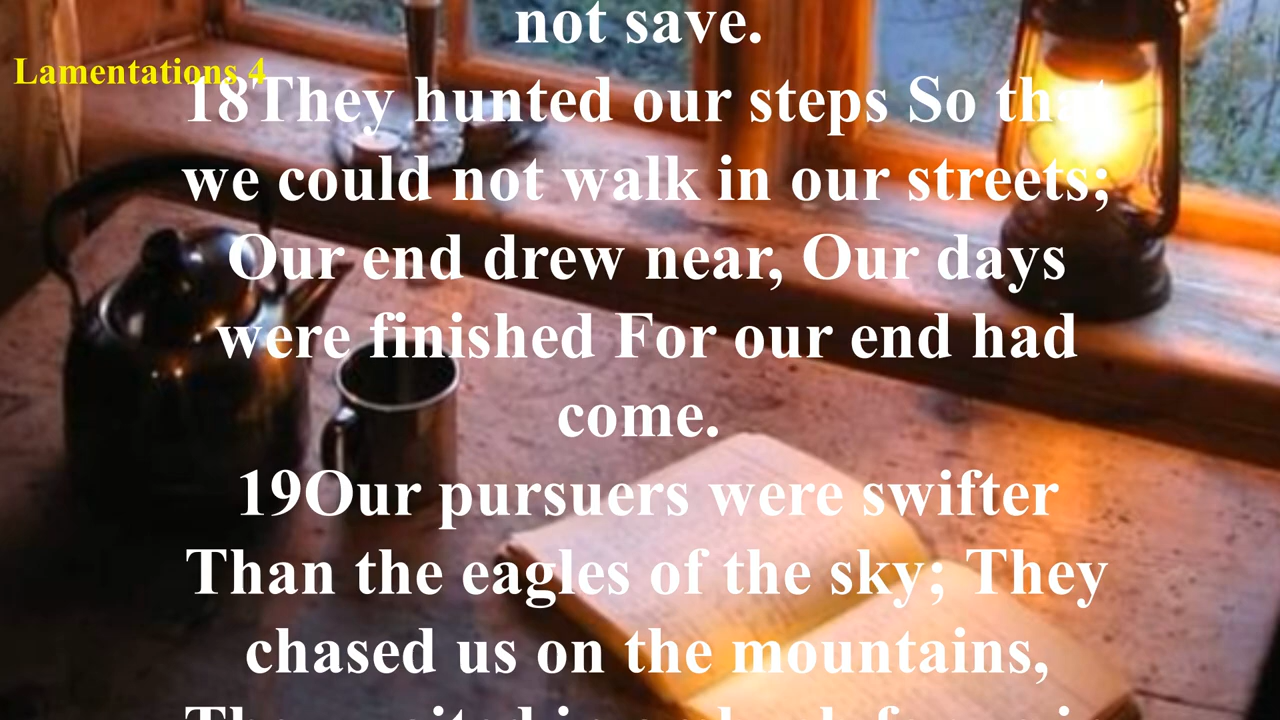 not save.
Lamentations 4
18They hunted our steps So that
we could not walk in our streets;
Our end drew near, Our days
were finished For our end had
come.
19Our pursuers were swifter
Than the eagles of the sky; They
chased us on the mountains,